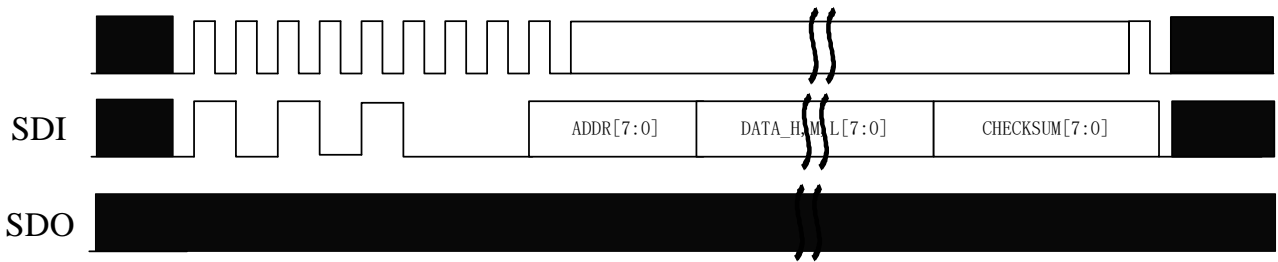 SDI
ADDR[7:0]
DATA_H,M,L[7:0]
CHECKSUM[7:0]
SDO